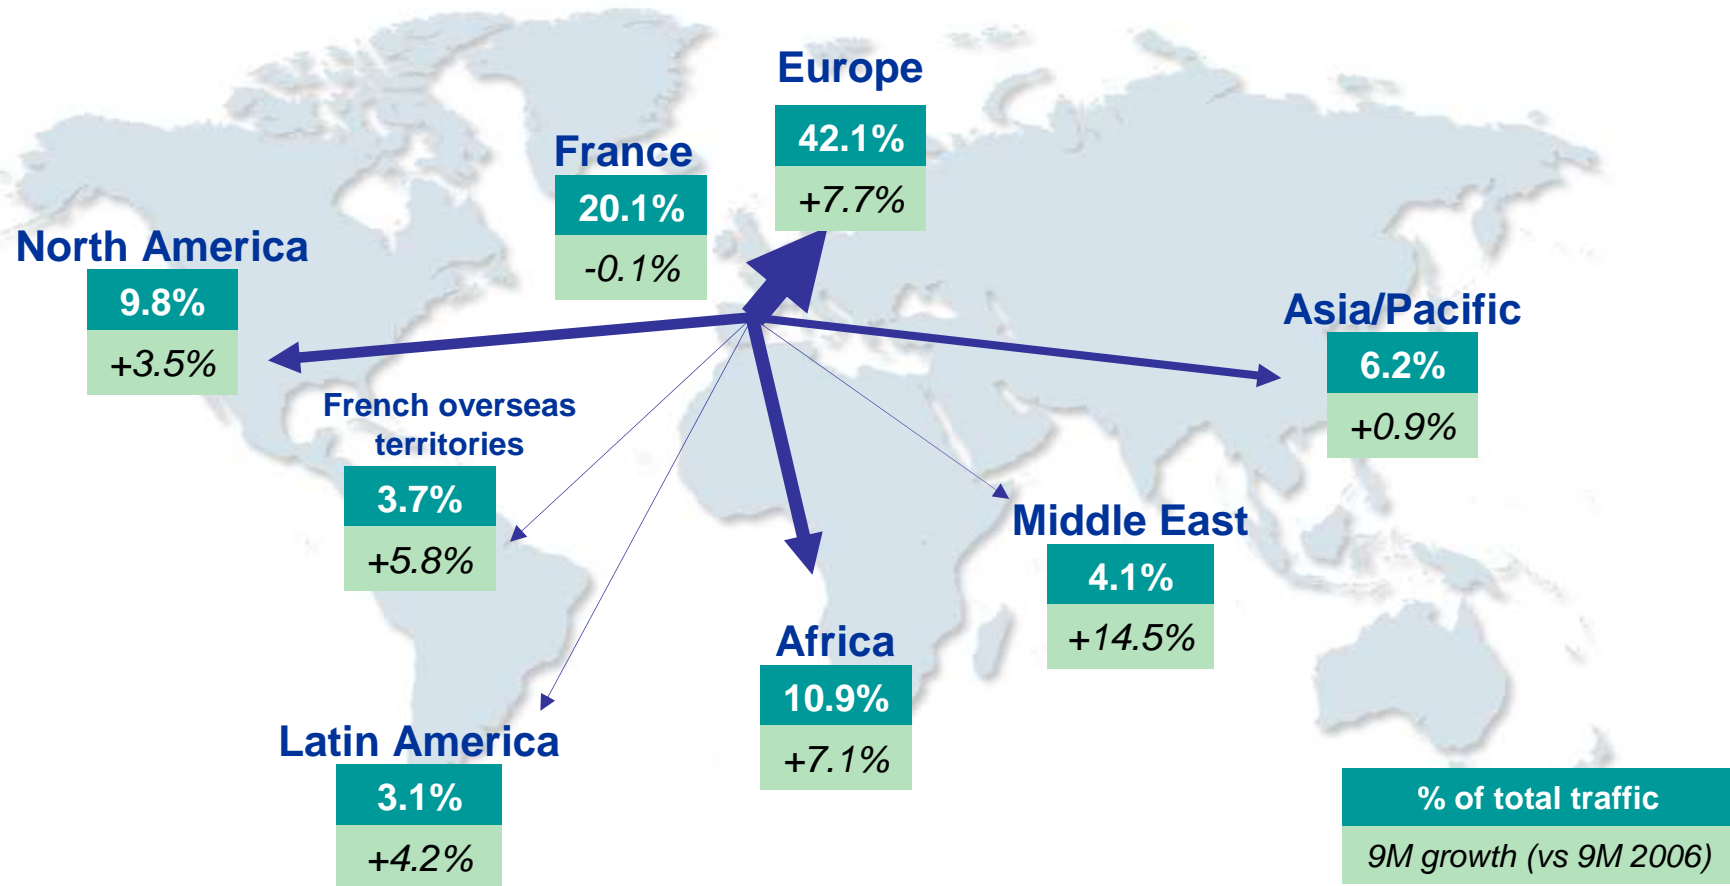 Europe
42.1%
+7.7%
France
20.1%
-0.1%
North America
9.8%
+3.5%
Asia/Pacific
6.2%
+0.9%
French overseas
territories
3.7%
+5.8%
Middle East
4.1%
+14.5%
Africa
10.9%
+7.1%
Latin America
3.1%
+4.2%
% of total traffic
9M growth (vs 9M 2006)